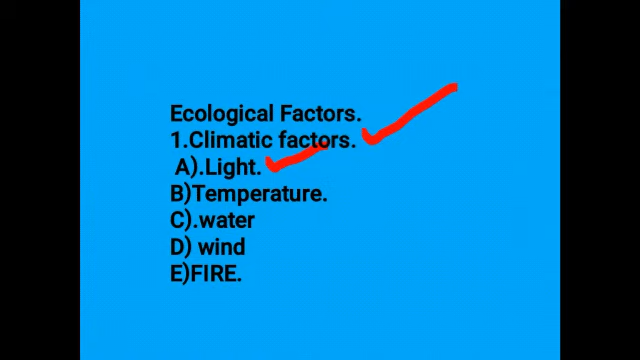 Ecological Factors.
1.Climatic factors.
A).Light.
B)Temperature.
C).water
D) wind
E)FIRE.